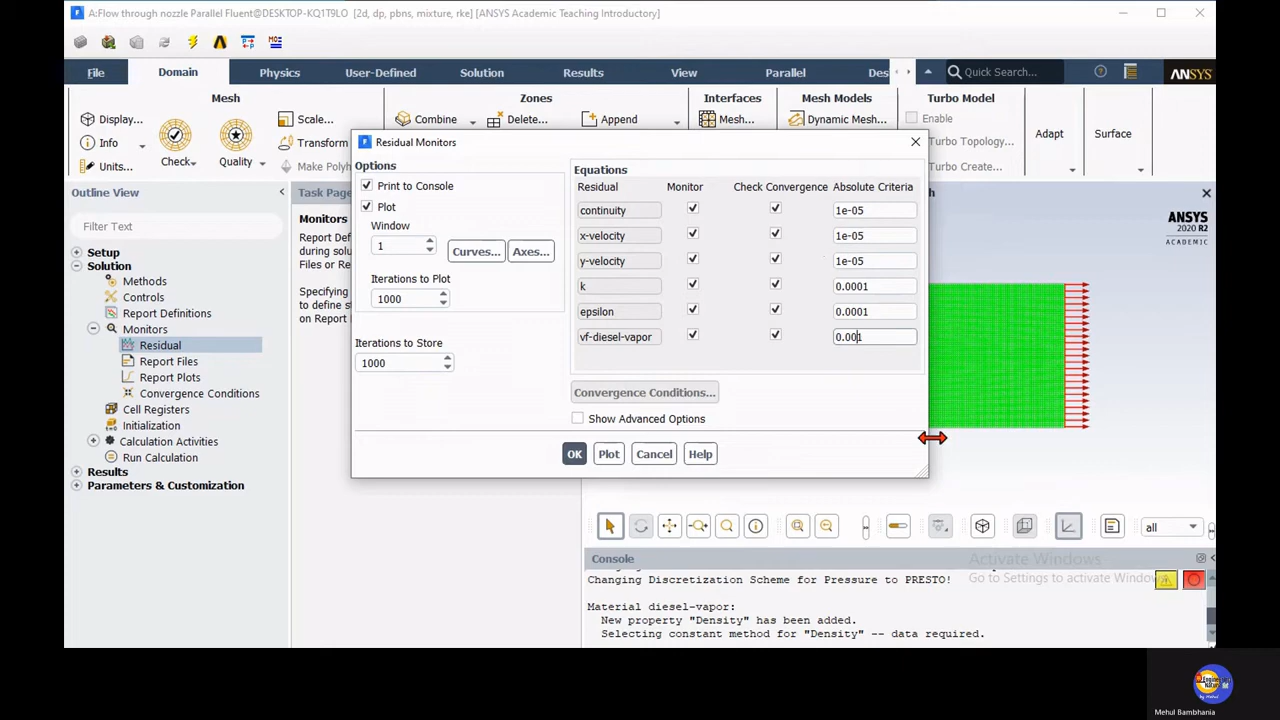 A:Flow through nozzle Parallel Fluent@DESKTOP-KQ1T9LO [2d, dp, pbns, mixture, rke] [ANSYS Academic Teaching Introductory]
File Domain Physics User-Defined Solution Results View Parallel Des Quick Search... ANSYS
Mesh Zones Interfaces Mesh Models Turbo Model
Display... Scale... Combine Delete... Append Mesh... Dynamic Mesh... Enable
Info Check Quality Transform Turbo Topology... Adapt Surface
Units... Make Polyh Turbo Create...
Outline View
Filter Text
Setup
Solution
Methods
Controls
Report Definitions
Monitors
Residual
Report Files
Report Plots
Convergence Conditions
Cell Registers
Initialization
Calculation Activities
Run Calculation
Results
Parameters & Customization
Task Pag
Monitors
Report Def
during solu
Files or Re
Specifying
to define st
on Report
Residual Monitors
Options
Print to Console
Plot
Window
1
Curves... Axes...
Iterations to Plot
1000
Iterations to Store
1000
Equations
Residual Monitor Check Convergence Absolute Criteria
continuity 1e-05
x-velocity 1e-05
y-velocity 1e-05
k 0.0001
epsilon 0.0001
vf-diesel-vapor 0.001
Convergence Conditions...
Show Advanced Options
OK Plot Cancel Help
ANSYS
2020 R2
ACADEMIC
all
Console
Changing Discretization Scheme for Pressure to PRESTO!
Material diesel-vapor:
New property "Density" has been added.
Selecting constant method for "Density" -- data required.
Activate Windows
Go to Settings to activate Windows.
Mehul Bambhania